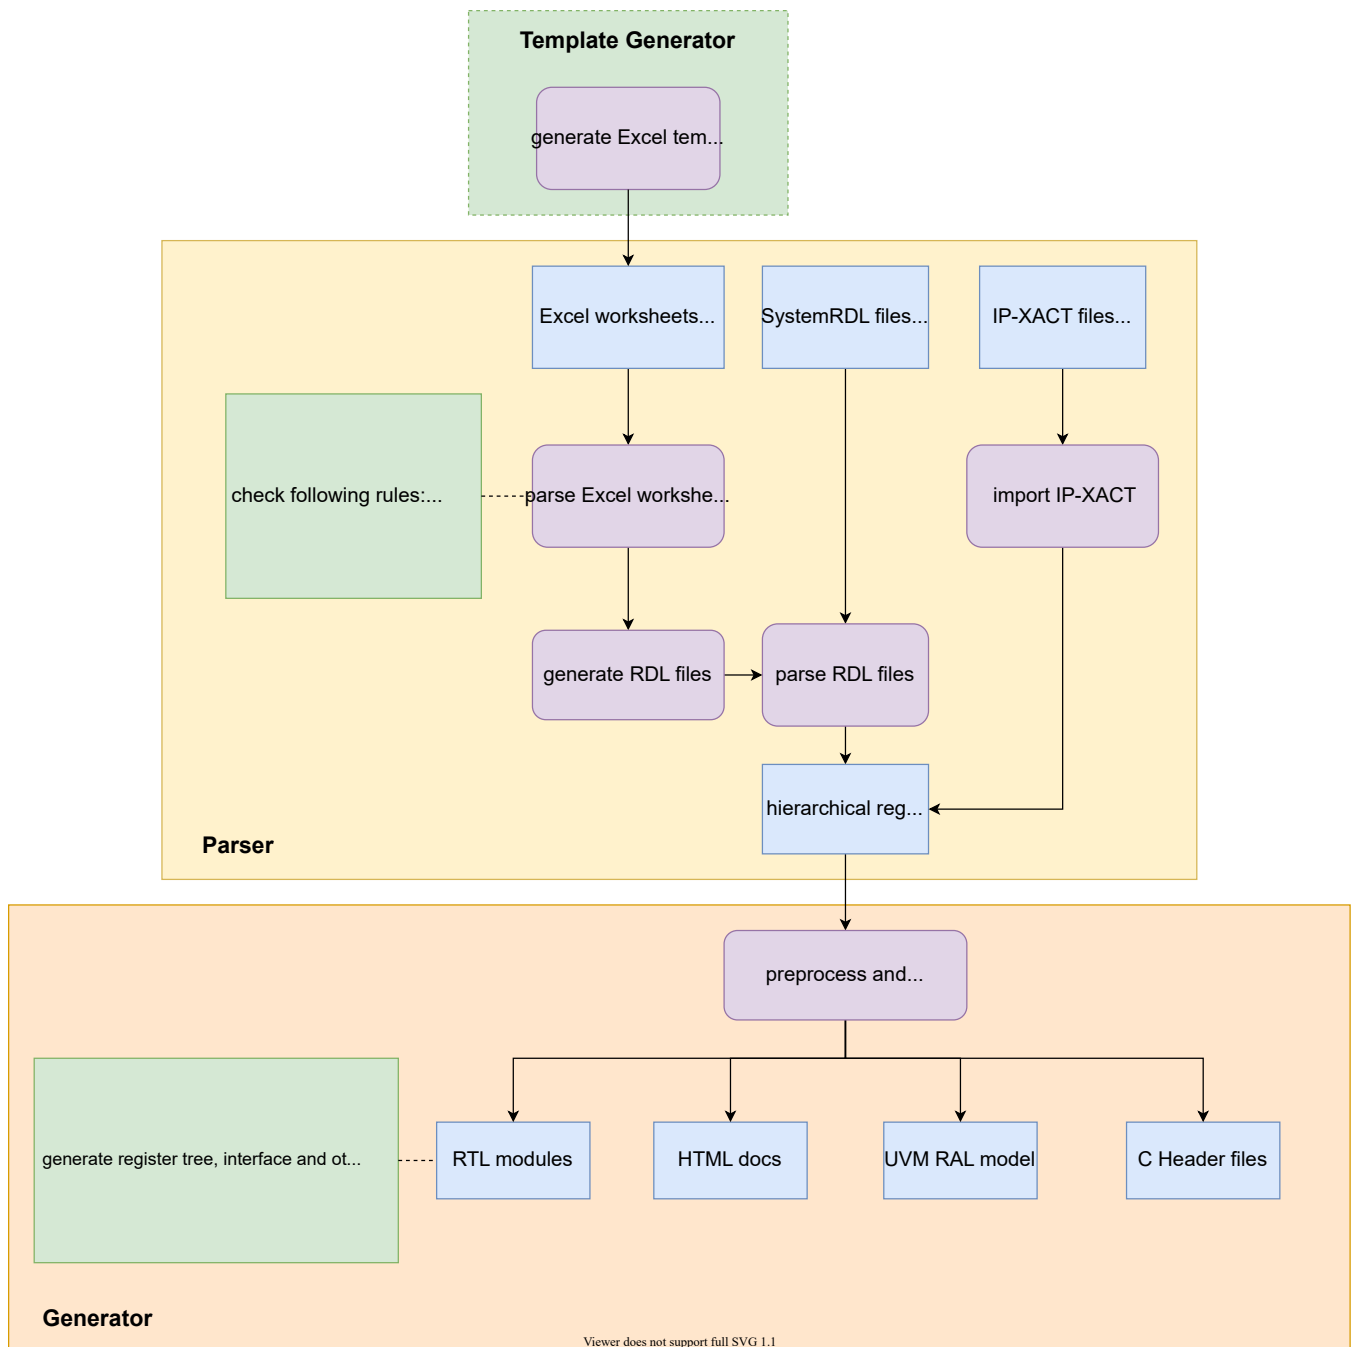 Template Generator
generate Excel tem...
Excel worksheets...
SystemRDL files...
IP-XACT files...
check following rules:...
parse Excel workshe...
import IP-XACT
generate RDL files
parse RDL files
hierarchical reg...
Parser
preprocess and...
generate register tree, interface and ot...
RTL modules
HTML docs
UVM RAL model
C Header files
Generator
Viewer does not support full SVG 1.1